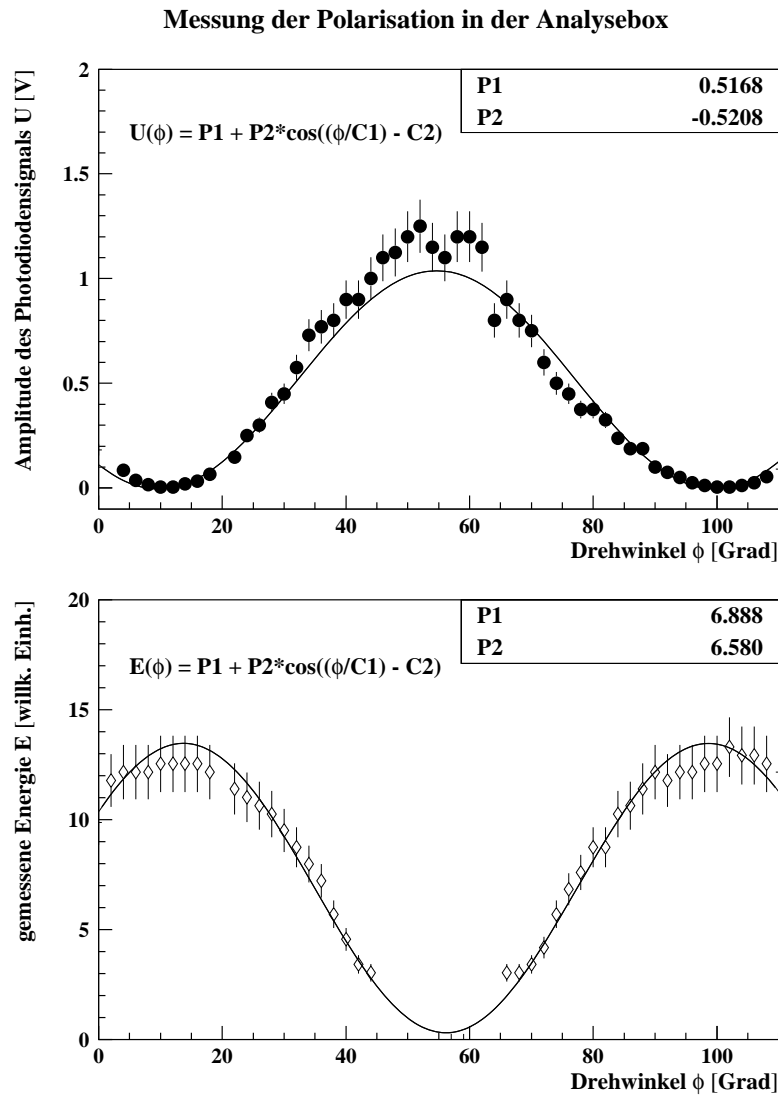 Messung der Polarisation in der Analysebox
Amplitude des Photodiodensignals U [V]
P1 0.5168
P2 -0.5208
U(ϕ) = P1 + P2*cos((ϕ/C1) - C2)
2
1.5
1
0.5
0
0 20 40 60 80 100
Drehwinkel ϕ [Grad]
gemessene Energie E [willk. Einh.]
P1 6.888
P2 6.580
E(ϕ) = P1 + P2*cos((ϕ/C1) - C2)
20
15
10
5
0
0 20 40 60 80 100
Drehwinkel ϕ [Grad]